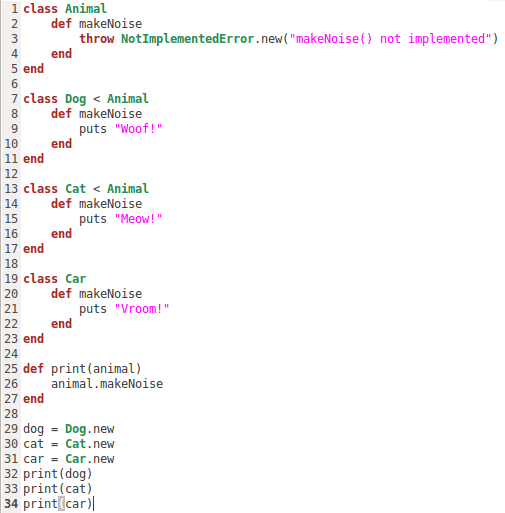 1 class Animal
2     def makeNoise
3         throw NotImplementedError.new("makeNoise() not implemented")
4     end
5 end
6
7 class Dog < Animal
8     def makeNoise
9         puts "Woof!"
10     end
11 end
12
13 class Cat < Animal
14     def makeNoise
15         puts "Meow!"
16     end
17 end
18
19 class Car
20     def makeNoise
21         puts "Vroom!"
22     end
23 end
24
25 def print(animal)
26     animal.makeNoise
27 end
28
29 dog = Dog.new
30 cat = Cat.new
31 car = Car.new
32 print(dog)
33 print(cat)
34 print(car)